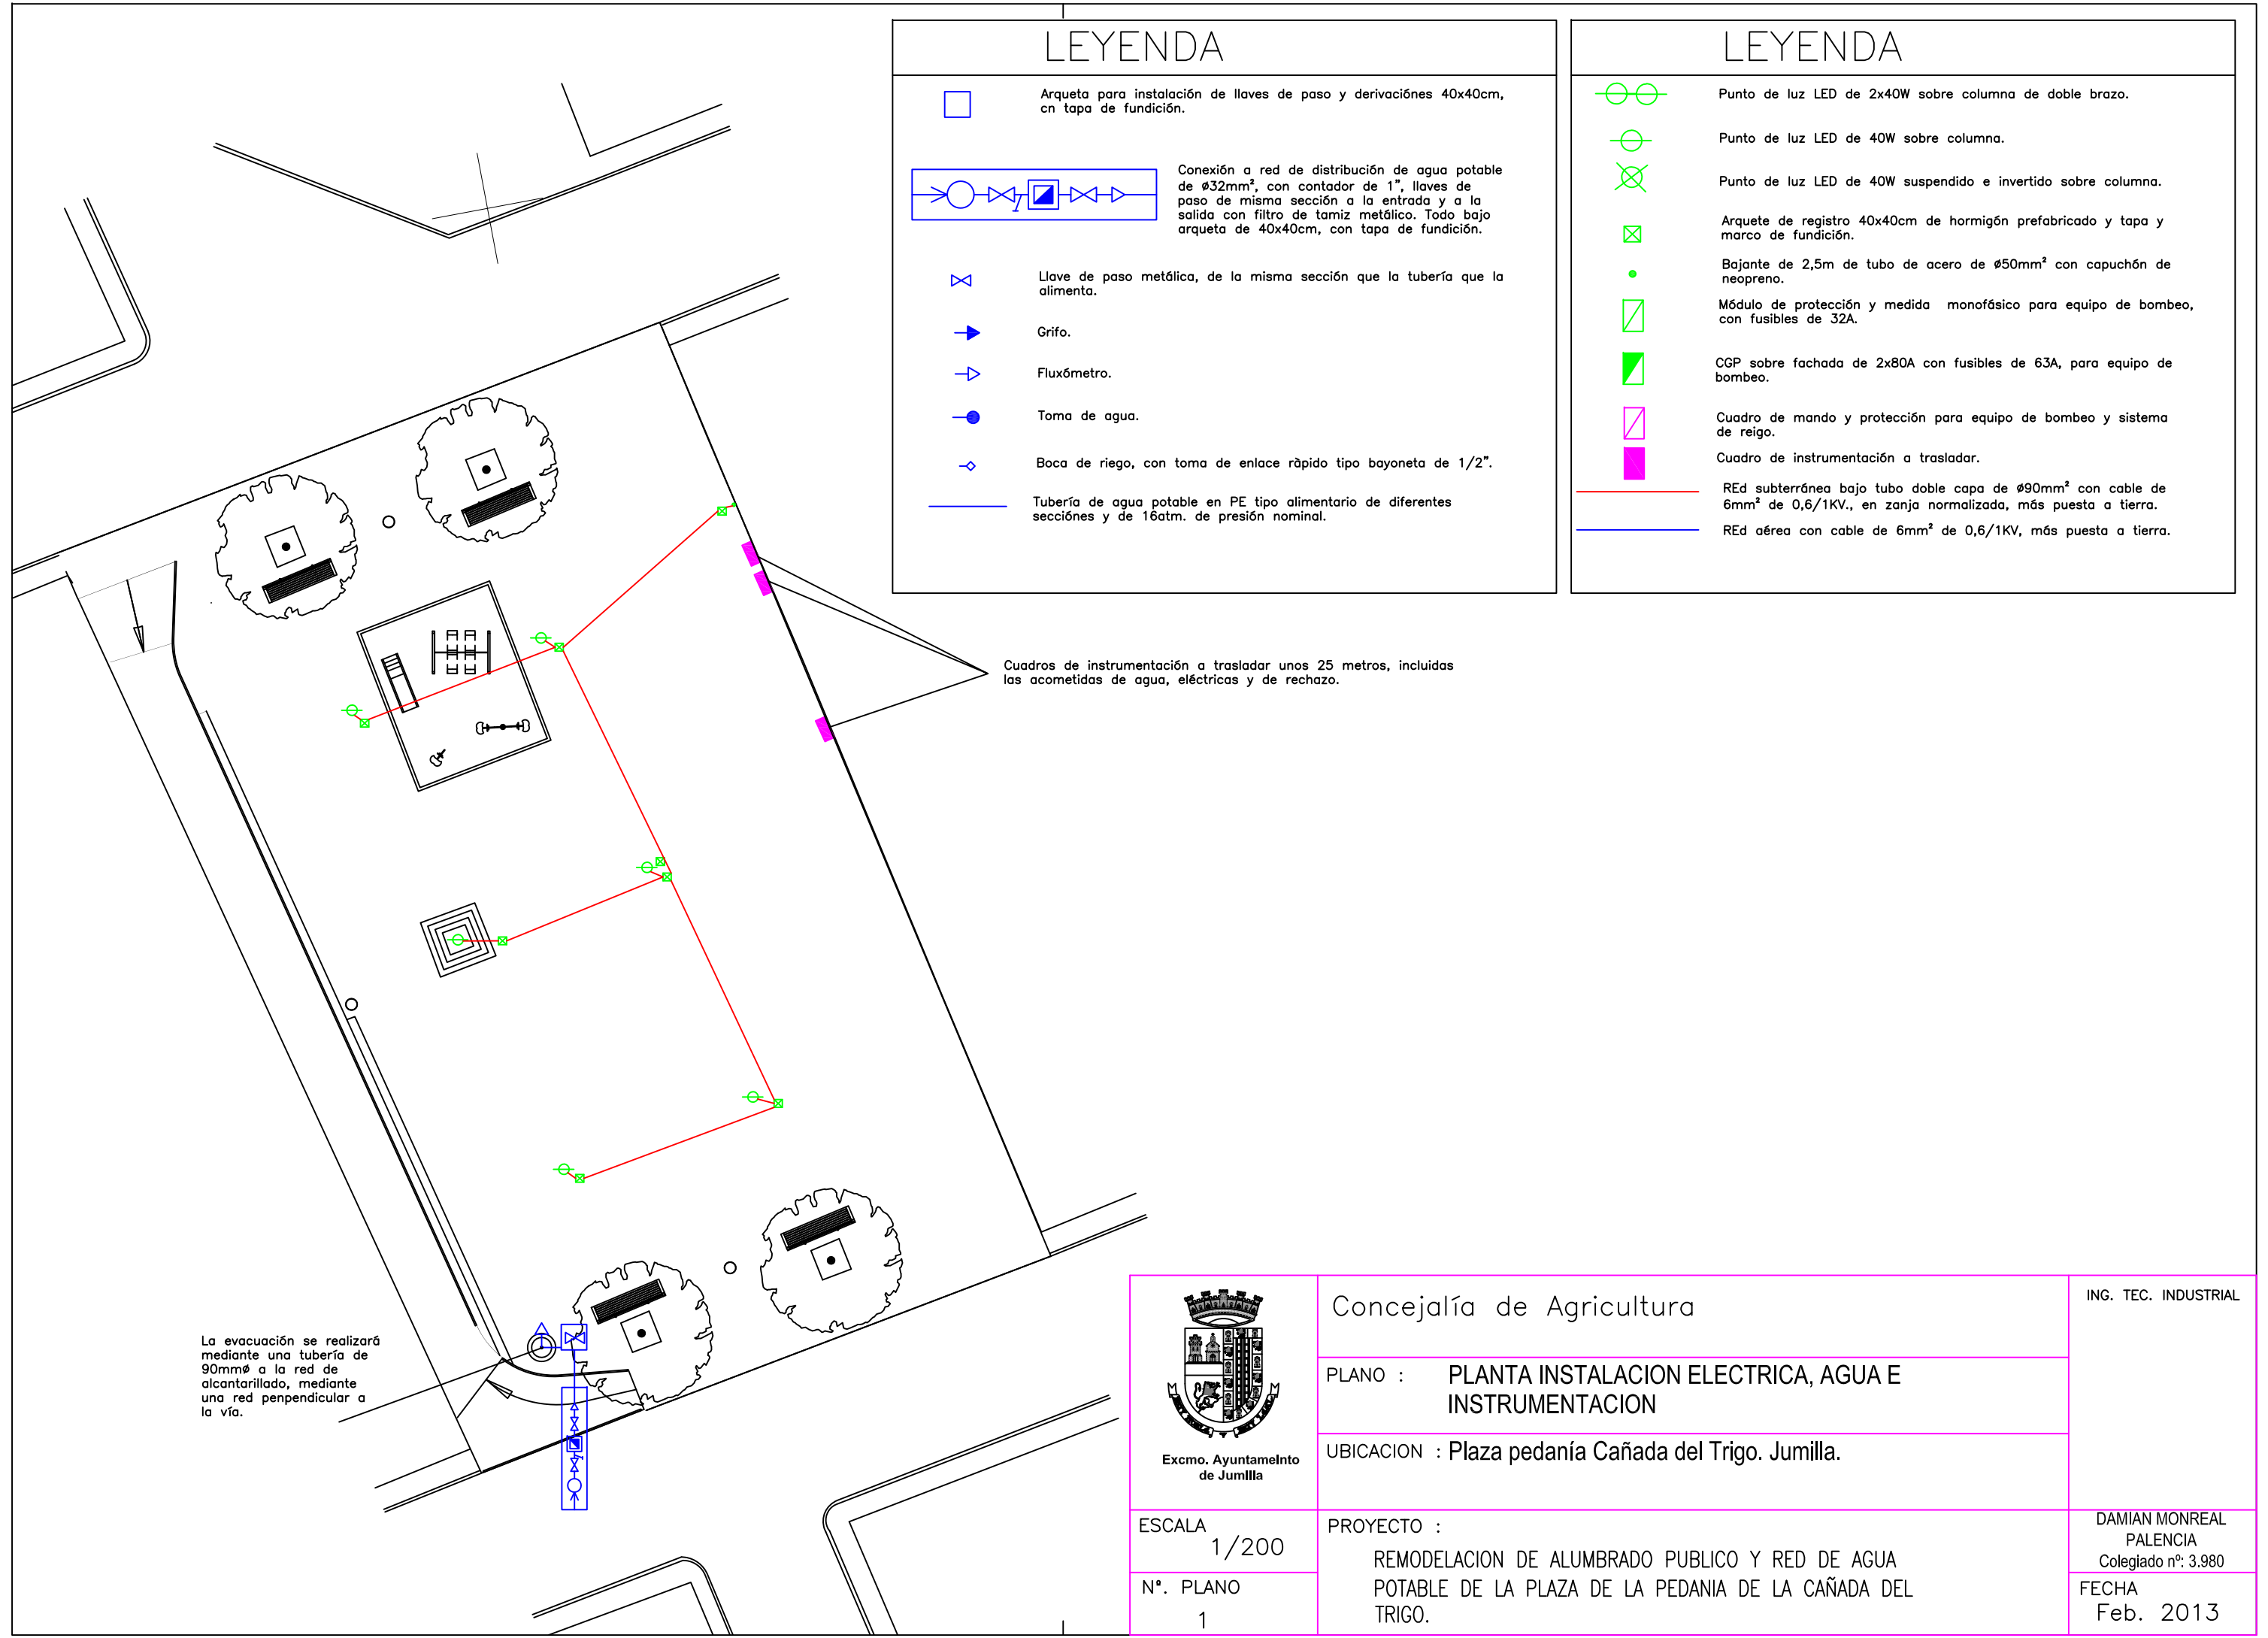 LEYENDA
Arqueta para instalación de llaves de paso y derivaciónes 40x40cm,
cn tapa de fundición.
Conexión a red de distribución de agua potable
de ø32mm², con contador de 1", llaves de
paso de misma sección a la entrada y a la
salida con filtro de tamiz metálico. Todo bajo
arqueta de 40x40cm, con tapa de fundición.
Llave de paso metálica, de la misma sección que la tubería que la
alimenta.
Grifo.
Fluxómetro.
Toma de agua.
Boca de riego, con toma de enlace ràpido tipo bayoneta de 1/2".
Tubería de agua potable en PE tipo alimentario de diferentes
secciónes y de 16atm. de presión nominal.
LEYENDA
Punto de luz LED de 2x40W sobre columna de doble brazo.
Punto de luz LED de 40W sobre columna.
Punto de luz LED de 40W suspendido e invertido sobre columna.
Arquete de registro 40x40cm de hormigón prefabricado y tapa y
marco de fundición.
Bajante de 2,5m de tubo de acero de ø50mm² con capuchón de
neopreno.
Módulo de protección y medida monofásico para equipo de bombeo,
con fusibles de 32A.
CGP sobre fachada de 2x80A con fusibles de 63A, para equipo de
bombeo.
Cuadro de mando y protección para equipo de bombeo y sistema
de reigo.
Cuadro de instrumentación a trasladar.
REd subterránea bajo tubo doble capa de ø90mm² con cable de
6mm² de 0,6/1KV., en zanja normalizada, más puesta a tierra.
REd aérea con cable de 6mm² de 0,6/1KV, más puesta a tierra.
Cuadros de instrumentación a trasladar unos 25 metros, incluidas
las acometidas de agua, eléctricas y de rechazo.
La evacuación se realizará
mediante una tubería de
90mmø a la red de
alcantarillado, mediante
una red penpendicular a
la vía.
Excmo. Ayuntameinto
de Jumilla
Concejalía de Agricultura
ING. TEC. INDUSTRIAL
PLANO : PLANTA INSTALACION ELECTRICA, AGUA E
INSTRUMENTACION
UBICACION : Plaza pedanía Cañada del Trigo. Jumilla.
ESCALA
1/200
Nº. PLANO
1
PROYECTO :
REMODELACION DE ALUMBRADO PUBLICO Y RED DE AGUA
POTABLE DE LA PLAZA DE LA PEDANIA DE LA CAÑADA DEL
TRIGO.
DAMIAN MONREAL
PALENCIA
Colegiado nº: 3.980
FECHA
Feb. 2013